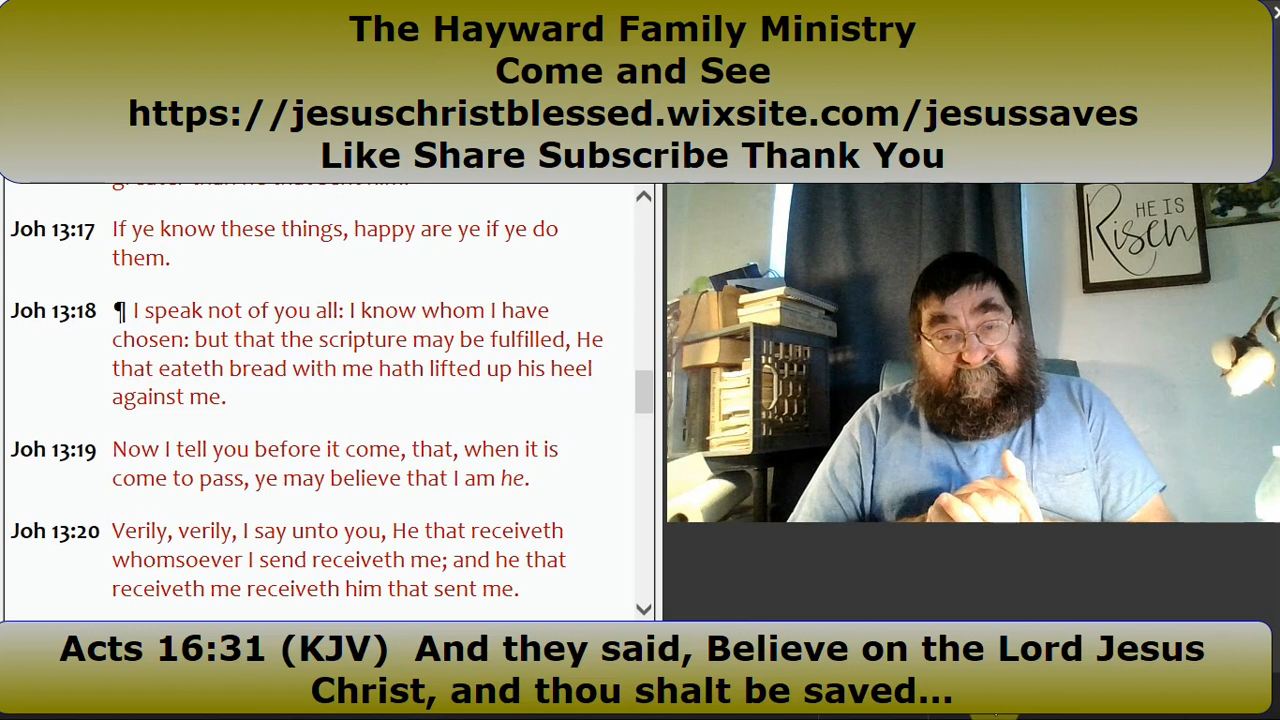 The Hayward Family Ministry
Come and See
https://jesuschristblessed.wixsite.com/jesussaves
Like Share Subscribe Thank You
greater than he that sent him.
Joh 13:17 If ye know these things, happy are ye if ye do
them.
Joh 13:18 ¶ I speak not of you all: I know whom I have
chosen: but that the scripture may be fulfilled, He
that eateth bread with me hath lifted up his heel
against me.
Joh 13:19 Now I tell you before it come, that, when it is
come to pass, ye may believe that I am he.
Joh 13:20 Verily, verily, I say unto you, He that receiveth
whomsoever I send receiveth me; and he that
receiveth me receiveth him that sent me.
HE IS
Risen
Acts 16:31 (KJV) And they said, Believe on the Lord Jesus
Christ, and thou shalt be saved...